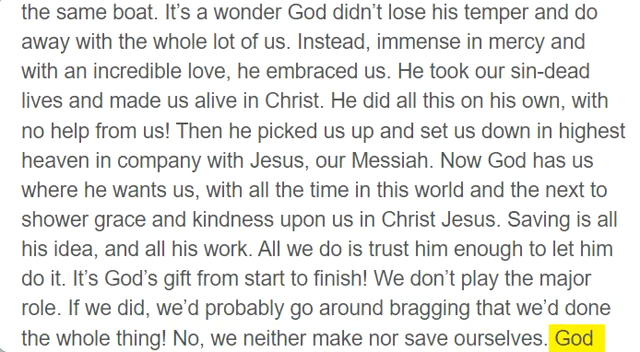 the same boat. It’s a wonder God didn’t lose his temper and do
away with the whole lot of us. Instead, immense in mercy and
with an incredible love, he embraced us. He took our sin-dead
lives and made us alive in Christ. He did all this on his own, with
no help from us! Then he picked us up and set us down in highest
heaven in company with Jesus, our Messiah. Now God has us
where he wants us, with all the time in this world and the next to
shower grace and kindness upon us in Christ Jesus. Saving is all
his idea, and all his work. All we do is trust him enough to let him
do it. It’s God’s gift from start to finish! We don’t play the major
role. If we did, we’d probably go around bragging that we’d done
the whole thing! No, we neither make nor save ourselves. God